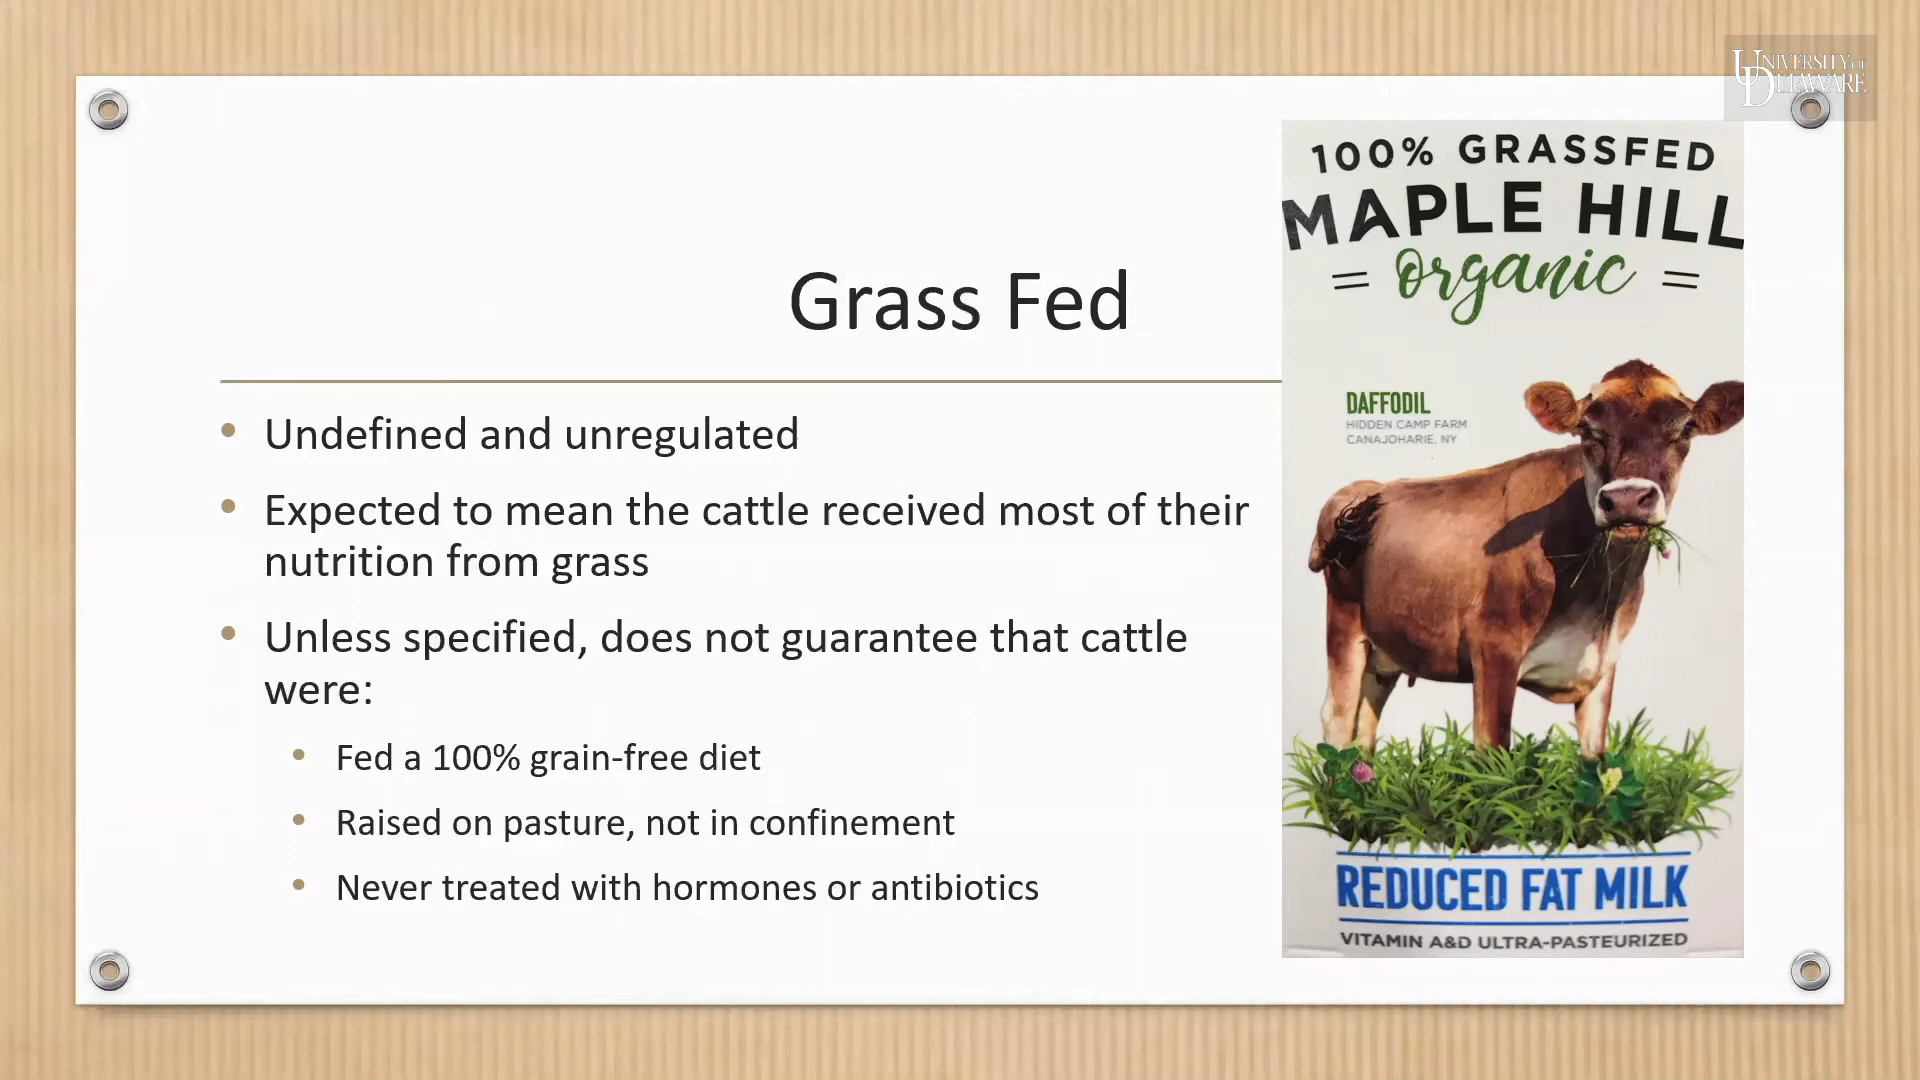 UNIVERSITY OF
DELAWARE
Grass Fed
• Undefined and unregulated
• Expected to mean the cattle received most of their
nutrition from grass
• Unless specified, does not guarantee that cattle
were:
• Fed a 100% grain-free diet
• Raised on pasture, not in confinement
• Never treated with hormones or antibiotics
100% GRASSFED
MAPLE HILL
= organic =
DAFFODIL
HIDDEN CAMP FARM
CANAJOHARIE, NY
REDUCED FAT MILK
VITAMIN A&D ULTRA-PASTEURIZED